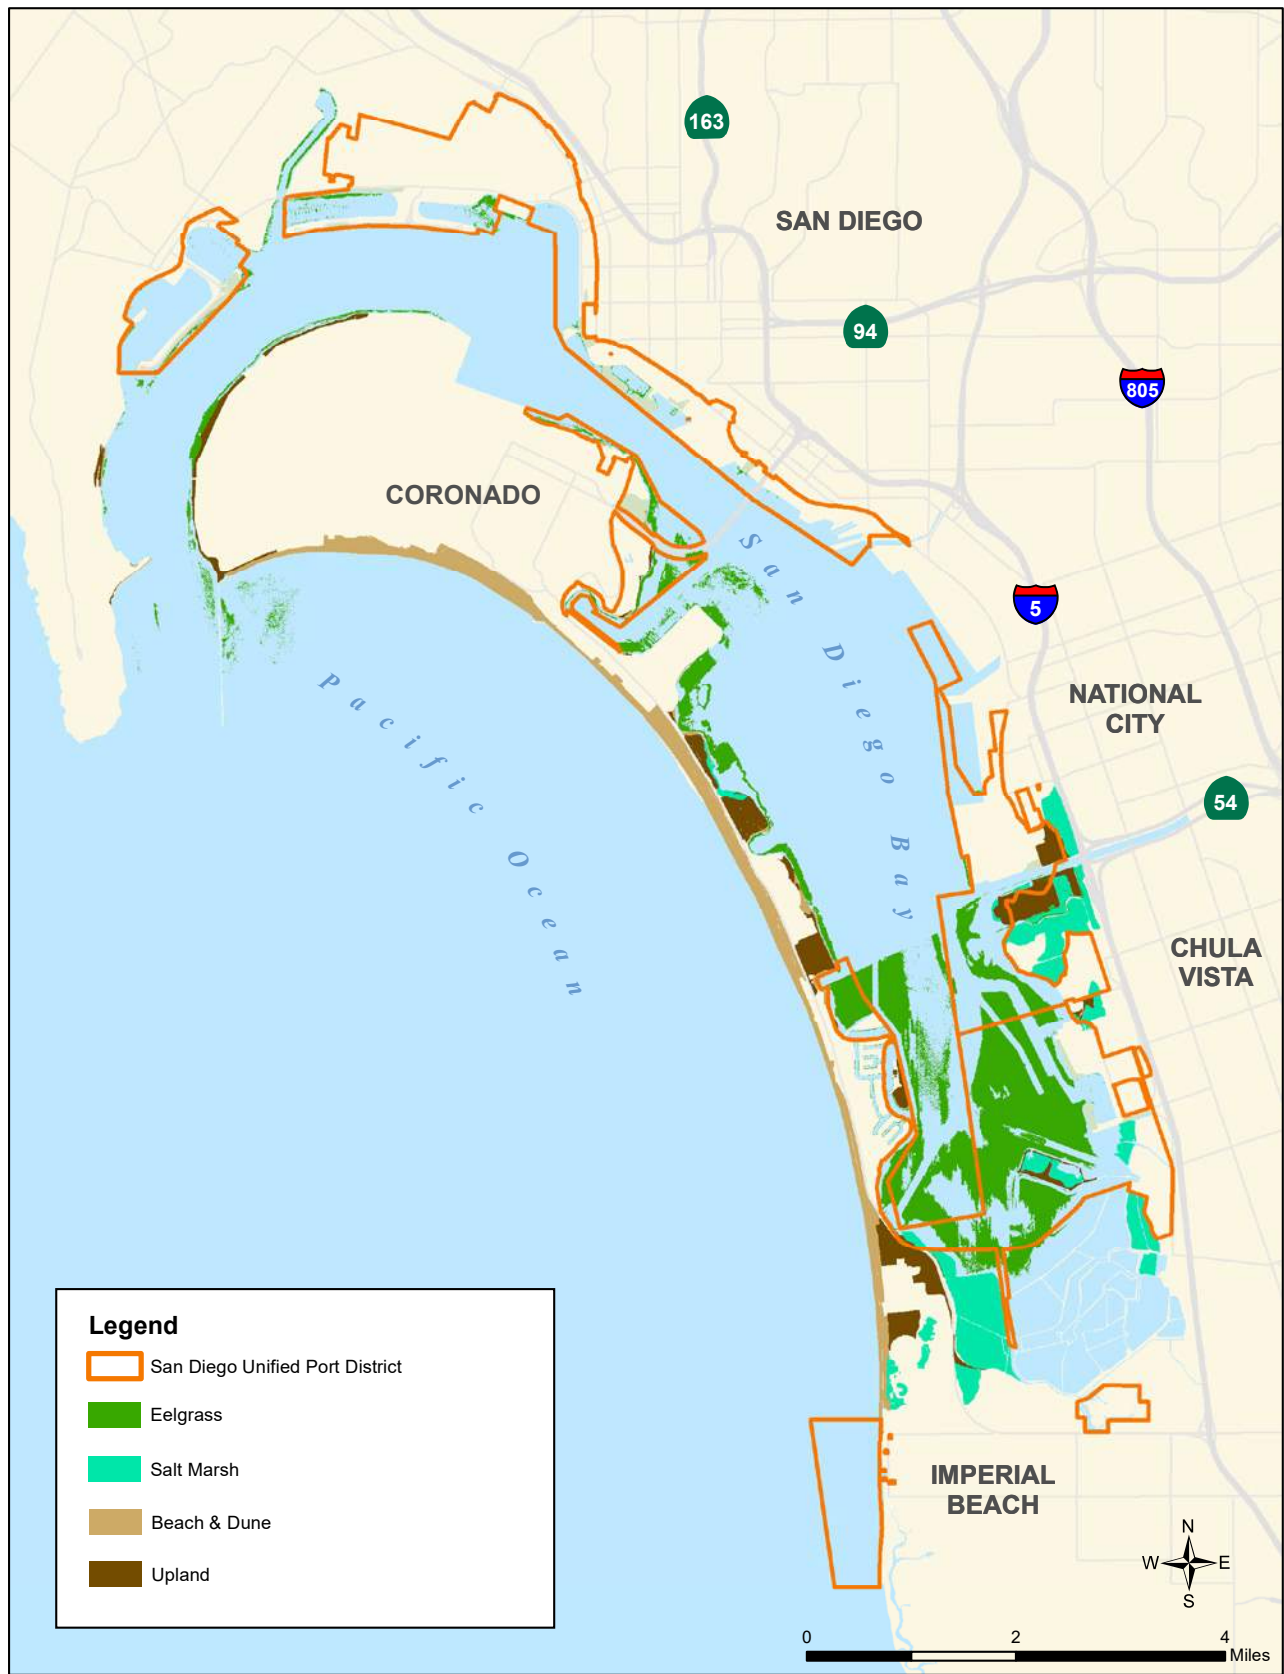 163
SAN DIEGO
94
805
CORONADO
San Diego Bay
5
NATIONAL
CITY
Pacific Ocean
54
CHULA
VISTA
Legend
San Diego Unified Port District
Eelgrass
Salt Marsh
Beach & Dune
Upland
IMPERIAL
BEACH
N
W E
S
0 2 4
Miles